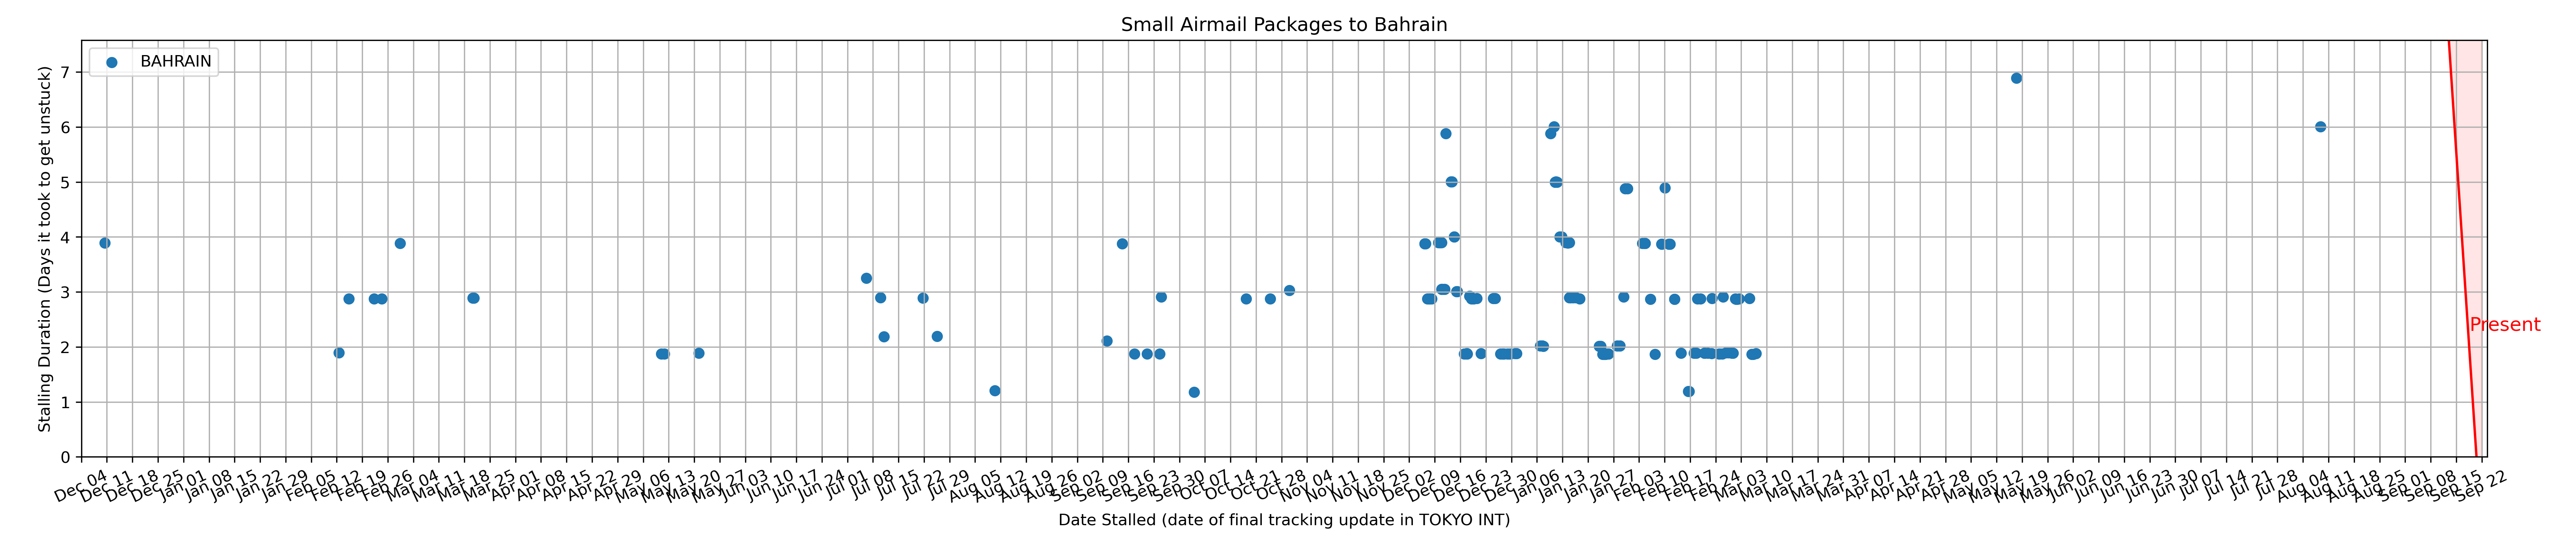 Small Airmail Packages to Bahrain
BAHRAIN
Stalling Duration (Days it took to get unstuck)
7
6
5
4
3
2
1
0
Present
Dec 04 Dec 11 Dec 18 Dec 25 Jan 01 Jan 08 Jan 15 Jan 22 Jan 29 Feb 05 Feb 12 Feb 19 Feb 26 Mar 04 Mar 11 Mar 18 Mar 25 Apr 01 Apr 08 Apr 15 Apr 22 Apr 29 May 06 May 13 May 20 May 27 Jun 03 Jun 10 Jun 17 Jun 24 Jul 01 Jul 08 Jul 15 Jul 22 Jul 29 Aug 05 Aug 12 Aug 19 Aug 26 Sep 02 Sep 09 Sep 16 Sep 23 Sep 30 Oct 07 Oct 14 Oct 21 Oct 28 Nov 04 Nov 11 Nov 18 Nov 25 Dec 02 Dec 09 Dec 16 Dec 23 Dec 30 Jan 06 Jan 13 Jan 20 Jan 27 Feb 03 Feb 10 Feb 17 Feb 24 Mar 03 Mar 10 Mar 17 Mar 24 Mar 31 Apr 07 Apr 14 Apr 21 Apr 28 May 05 May 12 May 19 May 26 Jun 02 Jun 09 Jun 16 Jun 23 Jun 30 Jul 07 Jul 14 Jul 21 Jul 28 Aug 04 Aug 11 Aug 18 Aug 25 Sep 01 Sep 08 Sep 15 Sep 22
Date Stalled (date of final tracking update in TOKYO INT)